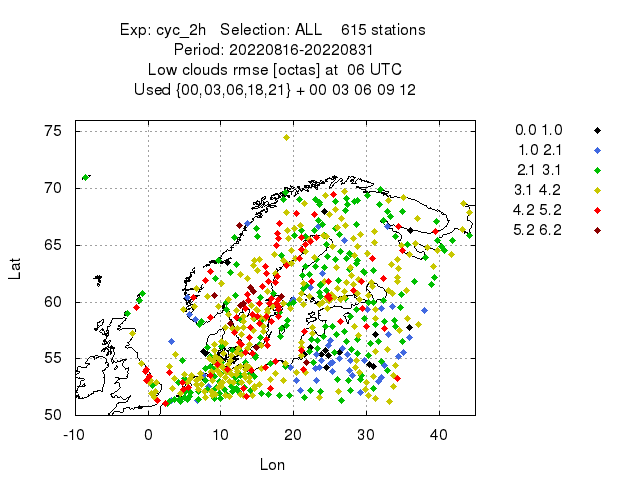 Exp: cyc_2h Selection: ALL 615 stations
Period: 20220816-20220831
Low clouds rmse [octas] at 06 UTC
Used {00,03,06,18,21} + 00 03 06 09 12
75
70
65
60
55
50
Lat
-10 0 10 20 30 40
Lon
0.0 1.0
1.0 2.1
2.1 3.1
3.1 4.2
4.2 5.2
5.2 6.2